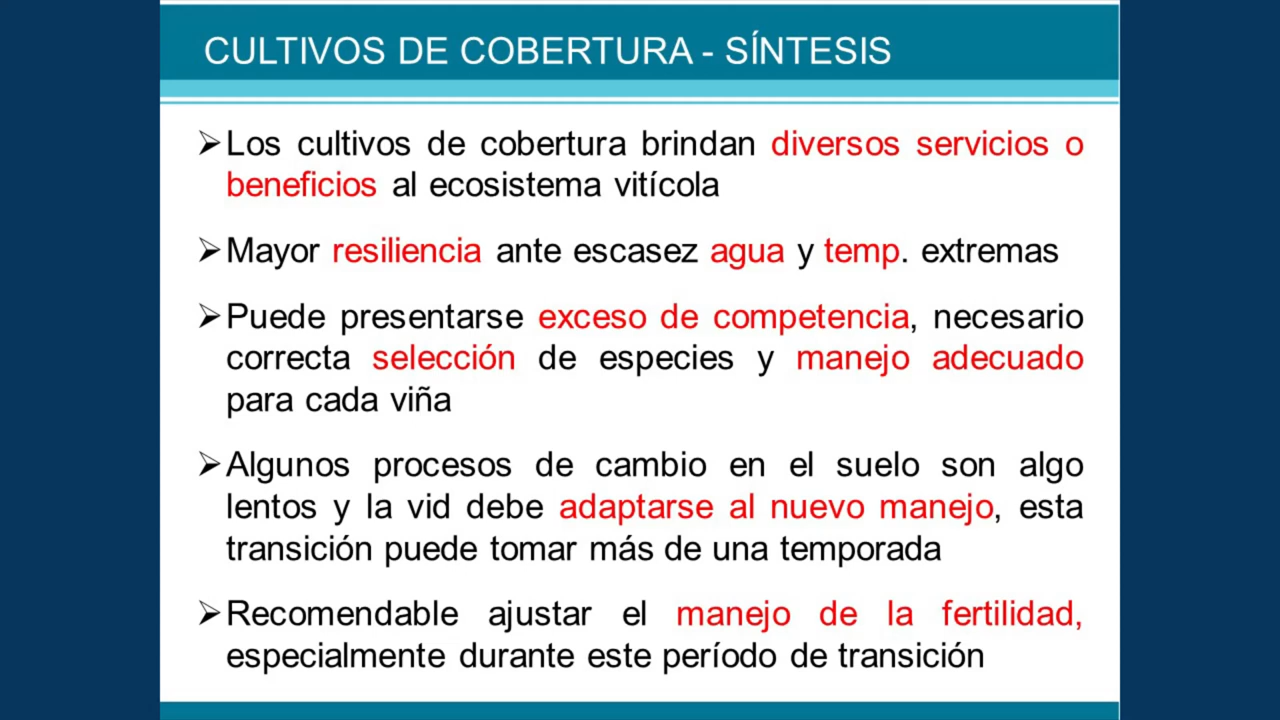 CULTIVOS DE COBERTURA - SÍNTESIS
➢Los cultivos de cobertura brindan diversos servicios o
beneficios al ecosistema vitícola
➢Mayor resiliencia ante escasez agua y temp. extremas
➢Puede presentarse exceso de competencia, necesario
correcta selección de especies y manejo adecuado
para cada viña
➢Algunos procesos de cambio en el suelo son algo
lentos y la vid debe adaptarse al nuevo manejo, esta
transición puede tomar más de una temporada
➢Recomendable ajustar el manejo de la fertilidad,
especialmente durante este período de transición